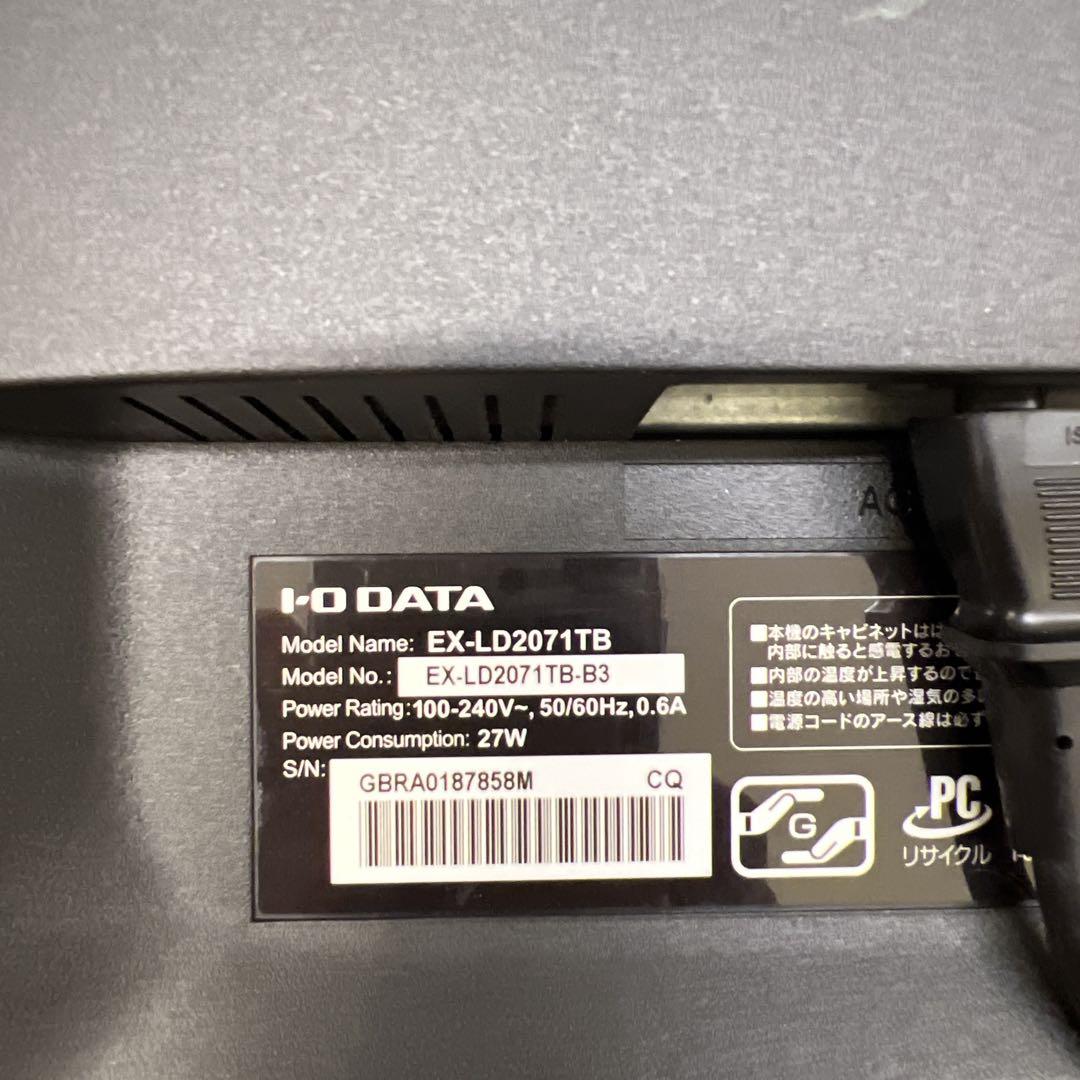 I-O DATA
Model Name: EX-LD2071TB
Model No.: EX-LD2071TB-B3
Power Rating:100-240V~, 50/60Hz, 0.6A
Power Consumption: 27W
S/N: GBRA0187858M CQ
■本機のキャビネットは
内部に触ると感電する
■内部の温度が上昇するので
■温度の高い場所や湿気の多
■電源コードのアース線は必ず
G
PC
リサイクル